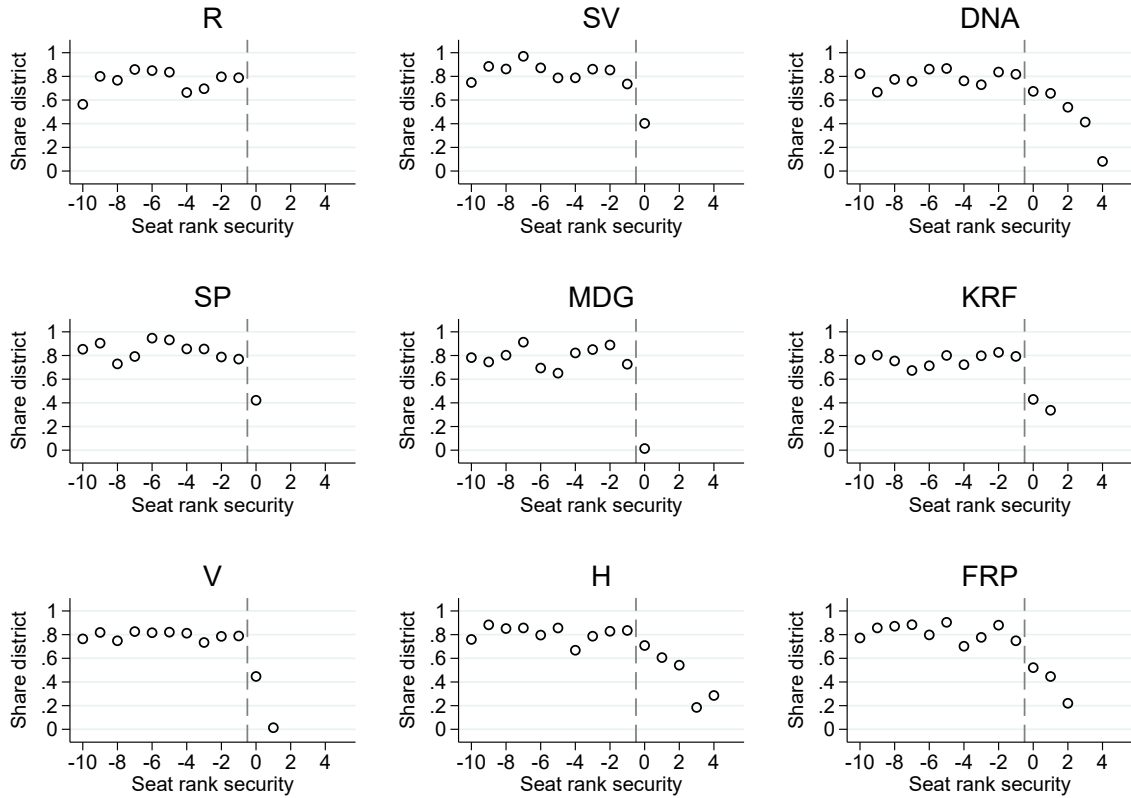 R SV DNA
Share district Share district Share district
1 1 1
.8 .8 .8
.6 .6 .6
.4 .4 .4
.2 .2 .2
0 0 0
-10 -8 -6 -4 -2 0 2 4 -10 -8 -6 -4 -2 0 2 4 -10 -8 -6 -4 -2 0 2 4
Seat rank security Seat rank security Seat rank security
SP MDG KRF
Share district Share district Share district
1 1 1
.8 .8 .8
.6 .6 .6
.4 .4 .4
.2 .2 .2
0 0 0
-10 -8 -6 -4 -2 0 2 4 -10 -8 -6 -4 -2 0 2 4 -10 -8 -6 -4 -2 0 2 4
Seat rank security Seat rank security Seat rank security
V H FRP
Share district Share district Share district
1 1 1
.8 .8 .8
.6 .6 .6
.4 .4 .4
.2 .2 .2
0 0 0
-10 -8 -6 -4 -2 0 2 4 -10 -8 -6 -4 -2 0 2 4 -10 -8 -6 -4 -2 0 2 4
Seat rank security Seat rank security Seat rank security